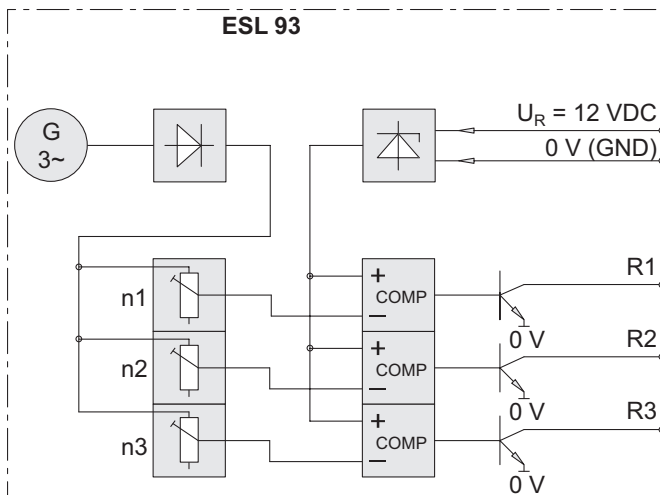 ESL 93
G
3~
U_R = 12 VDC
0 V (GND)
n1
+
COMP
−
R1
0 V
n2
+
COMP
−
R2
0 V
n3
+
COMP
−
R3
0 V